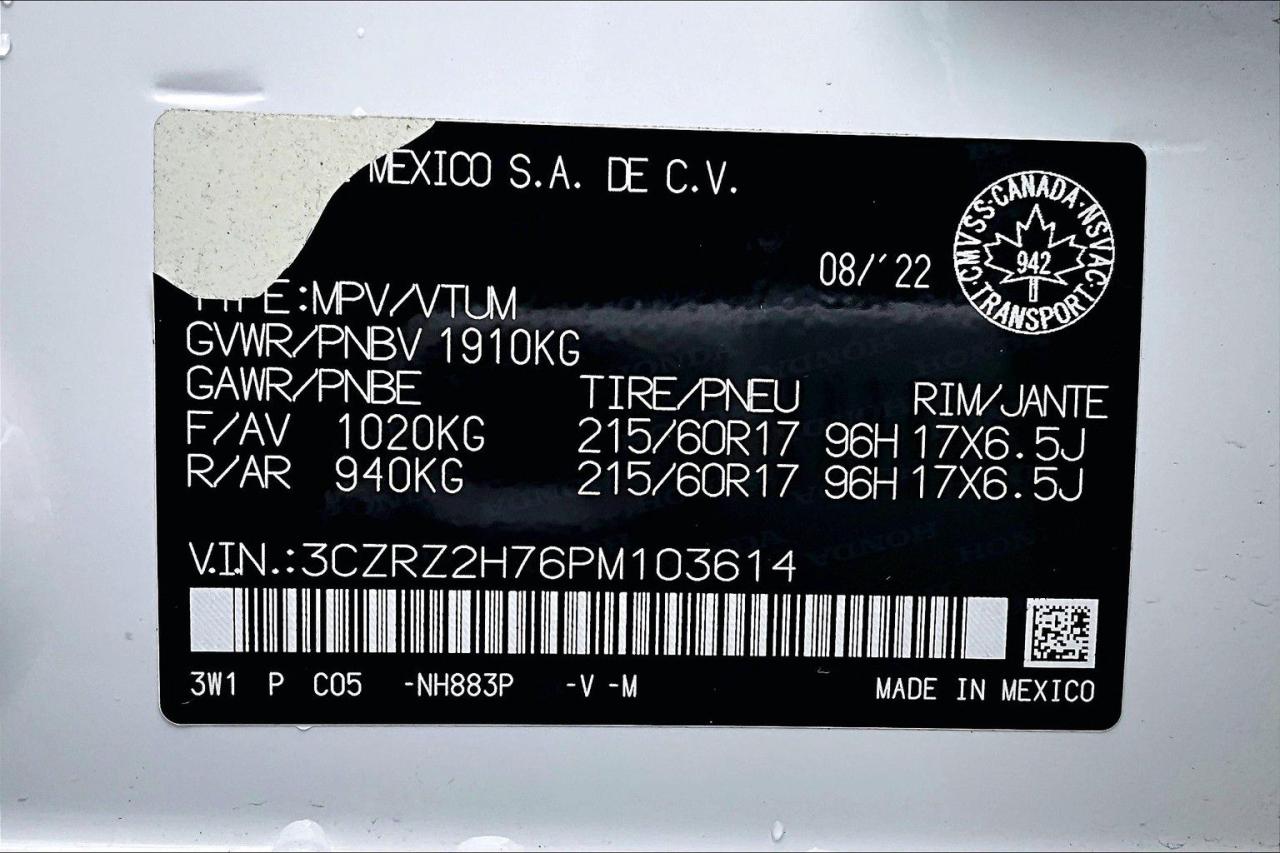 MEXICO S.A. DE C.V.
08/'22
CMVSS·CANADA·NSVAC·TRANSPORT·
942
TYPE:MPV/VTUM
GVWR/PNBV 1910KG
GAWR/PNBE TIRE/PNEU RIM/JANTE
F/AV 1020KG 215/60R17 96H 17X6.5J
R/AR 940KG 215/60R17 96H 17X6.5J
V.I.N.:3CZRZ2H76PM103614
3W1 P C05 -NH883P -V -M MADE IN MEXICO